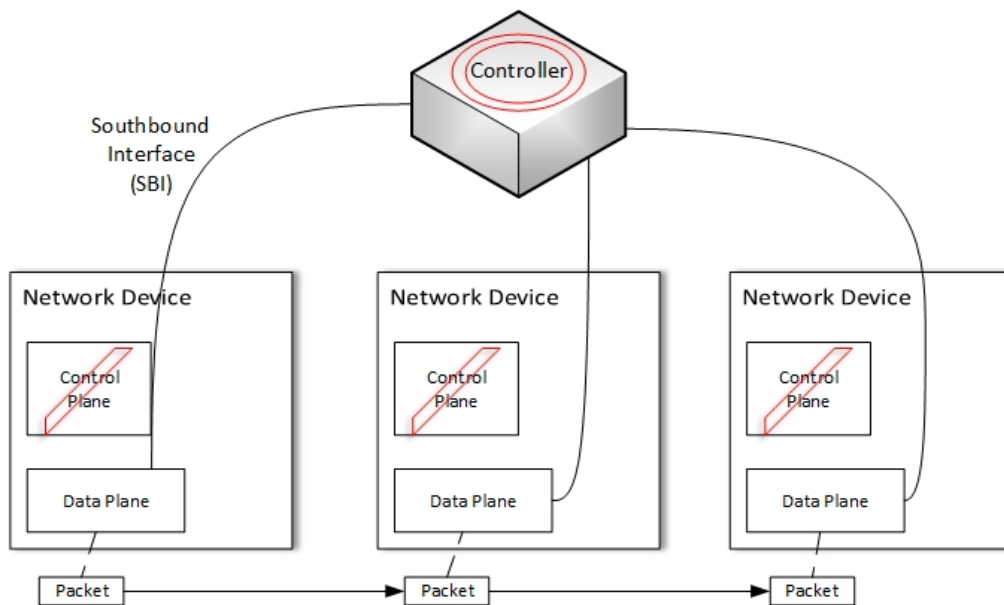 Controller
Southbound
Interface
(SBI)
Network Device
Control
Plane
Data Plane
Packet
Network Device
Control
Plane
Data Plane
Packet
Network Device
Control
Plane
Data Plane
Packet